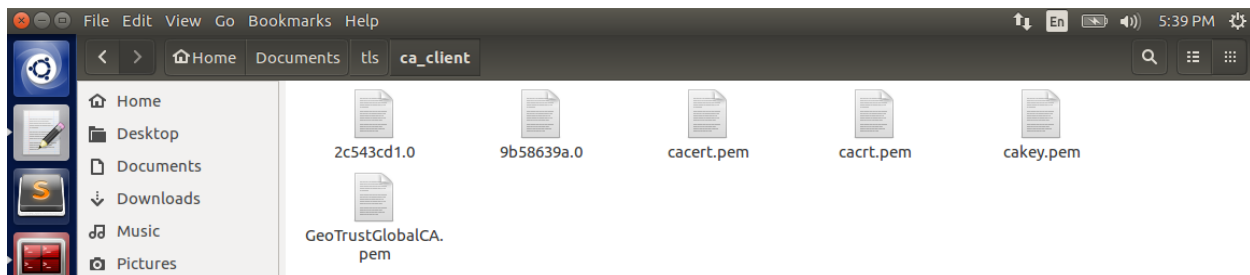 File Edit View Go Bookmarks Help En 5:39 PM
Home Documents tls ca_client
Home
Desktop
Documents
Downloads
Music
Pictures
2c543cd1.0 9b58639a.0 cacert.pem cacrt.pem cakey.pem
GeoTrustGlobalCA.
pem